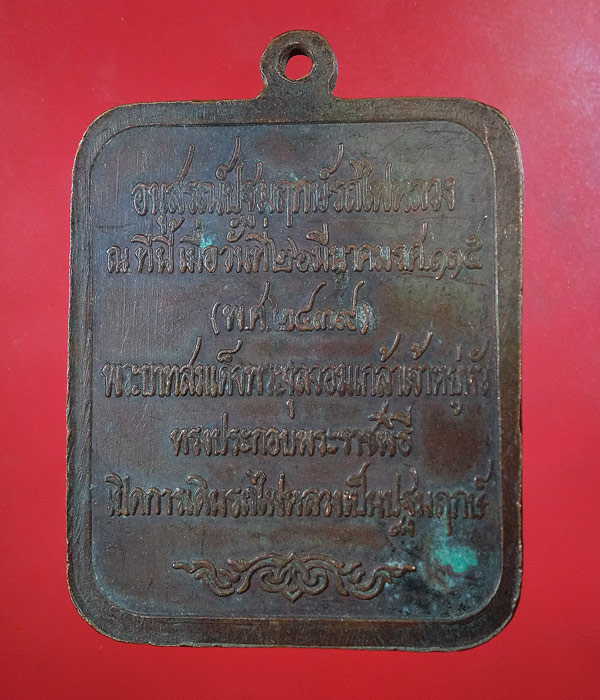 อนุสรณ์ปฐมฤกษ์รถไฟหลวง
ณ ที่นี้ เมื่อวันที่ ๒๖ มีนาคม ร.ศ. ๑๑๕
(พ.ศ. ๒๔๓๙)
พระบาทสมเด็จพระจุลจอมเกล้าเจ้าอยู่หัว
ทรงประกอบพระราชพิธี
เปิดการเดินรถไฟหลวงเป็นปฐมฤกษ์